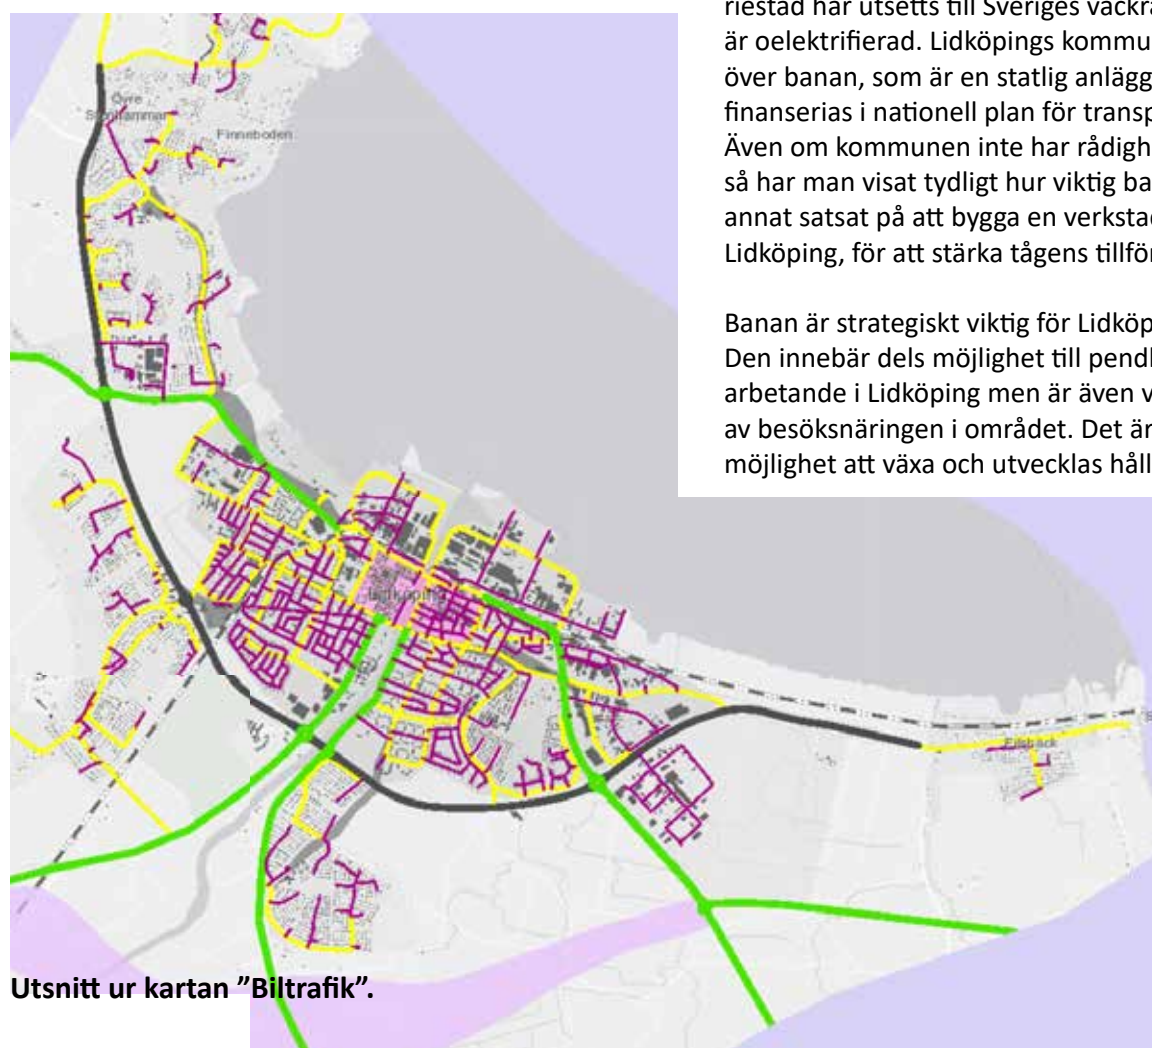 riestad har utsetts till Sveriges vackra
är oelektrifierad. Lidköpings kommu
över banan, som är en statlig anlägg
finanserias i nationell plan för transp
Även om kommunen inte har rådigh
så har man visat tydligt hur viktig ba
annat satsat på att bygga en verkstad
Lidköping, för att stärka tågens tillför
Banan är strategiskt viktig för Lidköp
Den innebär dels möjlighet till pendl
arbetande i Lidköping men är även v
av besöksnäringen i området. Det är
möjlighet att växa och utvecklas håll
Övre
Stenhammar
Finneboden
Lidköping
Filsbäck
Utsnitt ur kartan ”Biltrafik”.